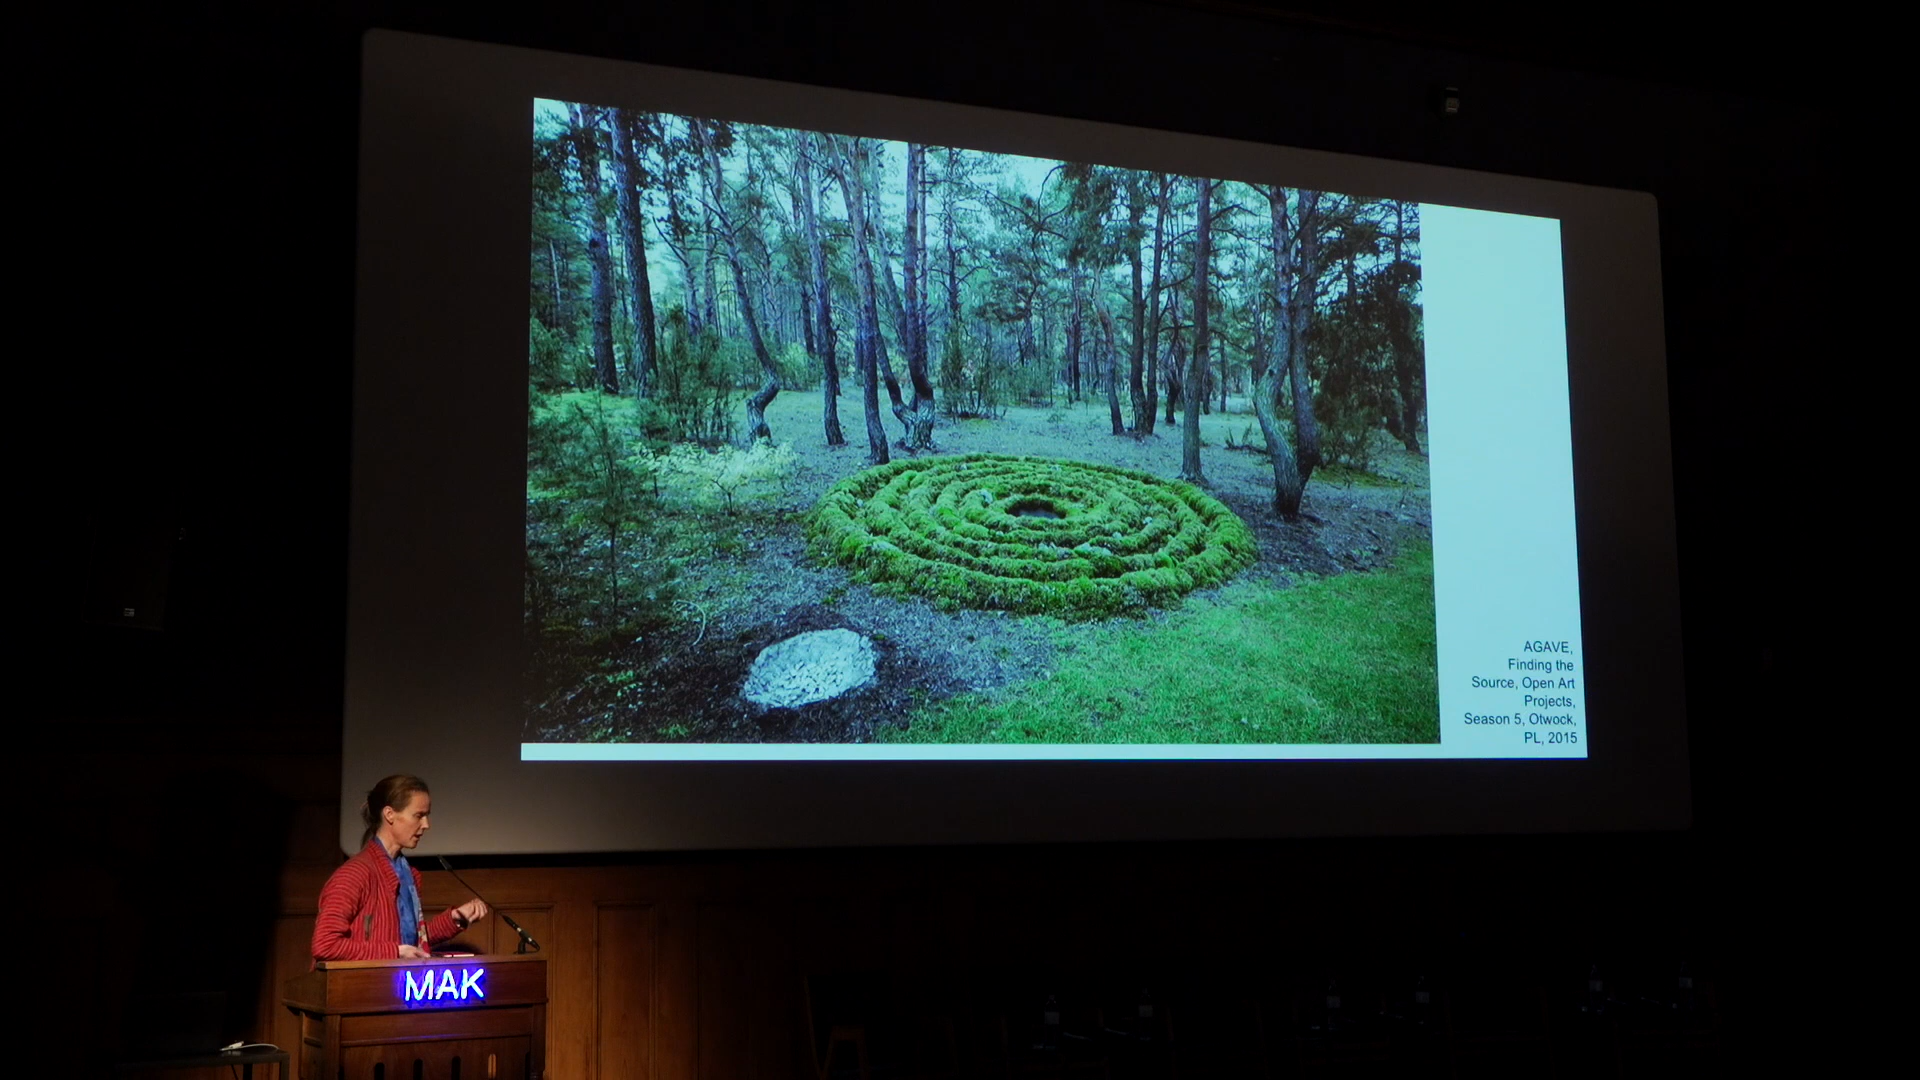 AGAVE,
Finding the
Source, Open Art
Projects,
Season 5, Otwock,
PL, 2015
MAK